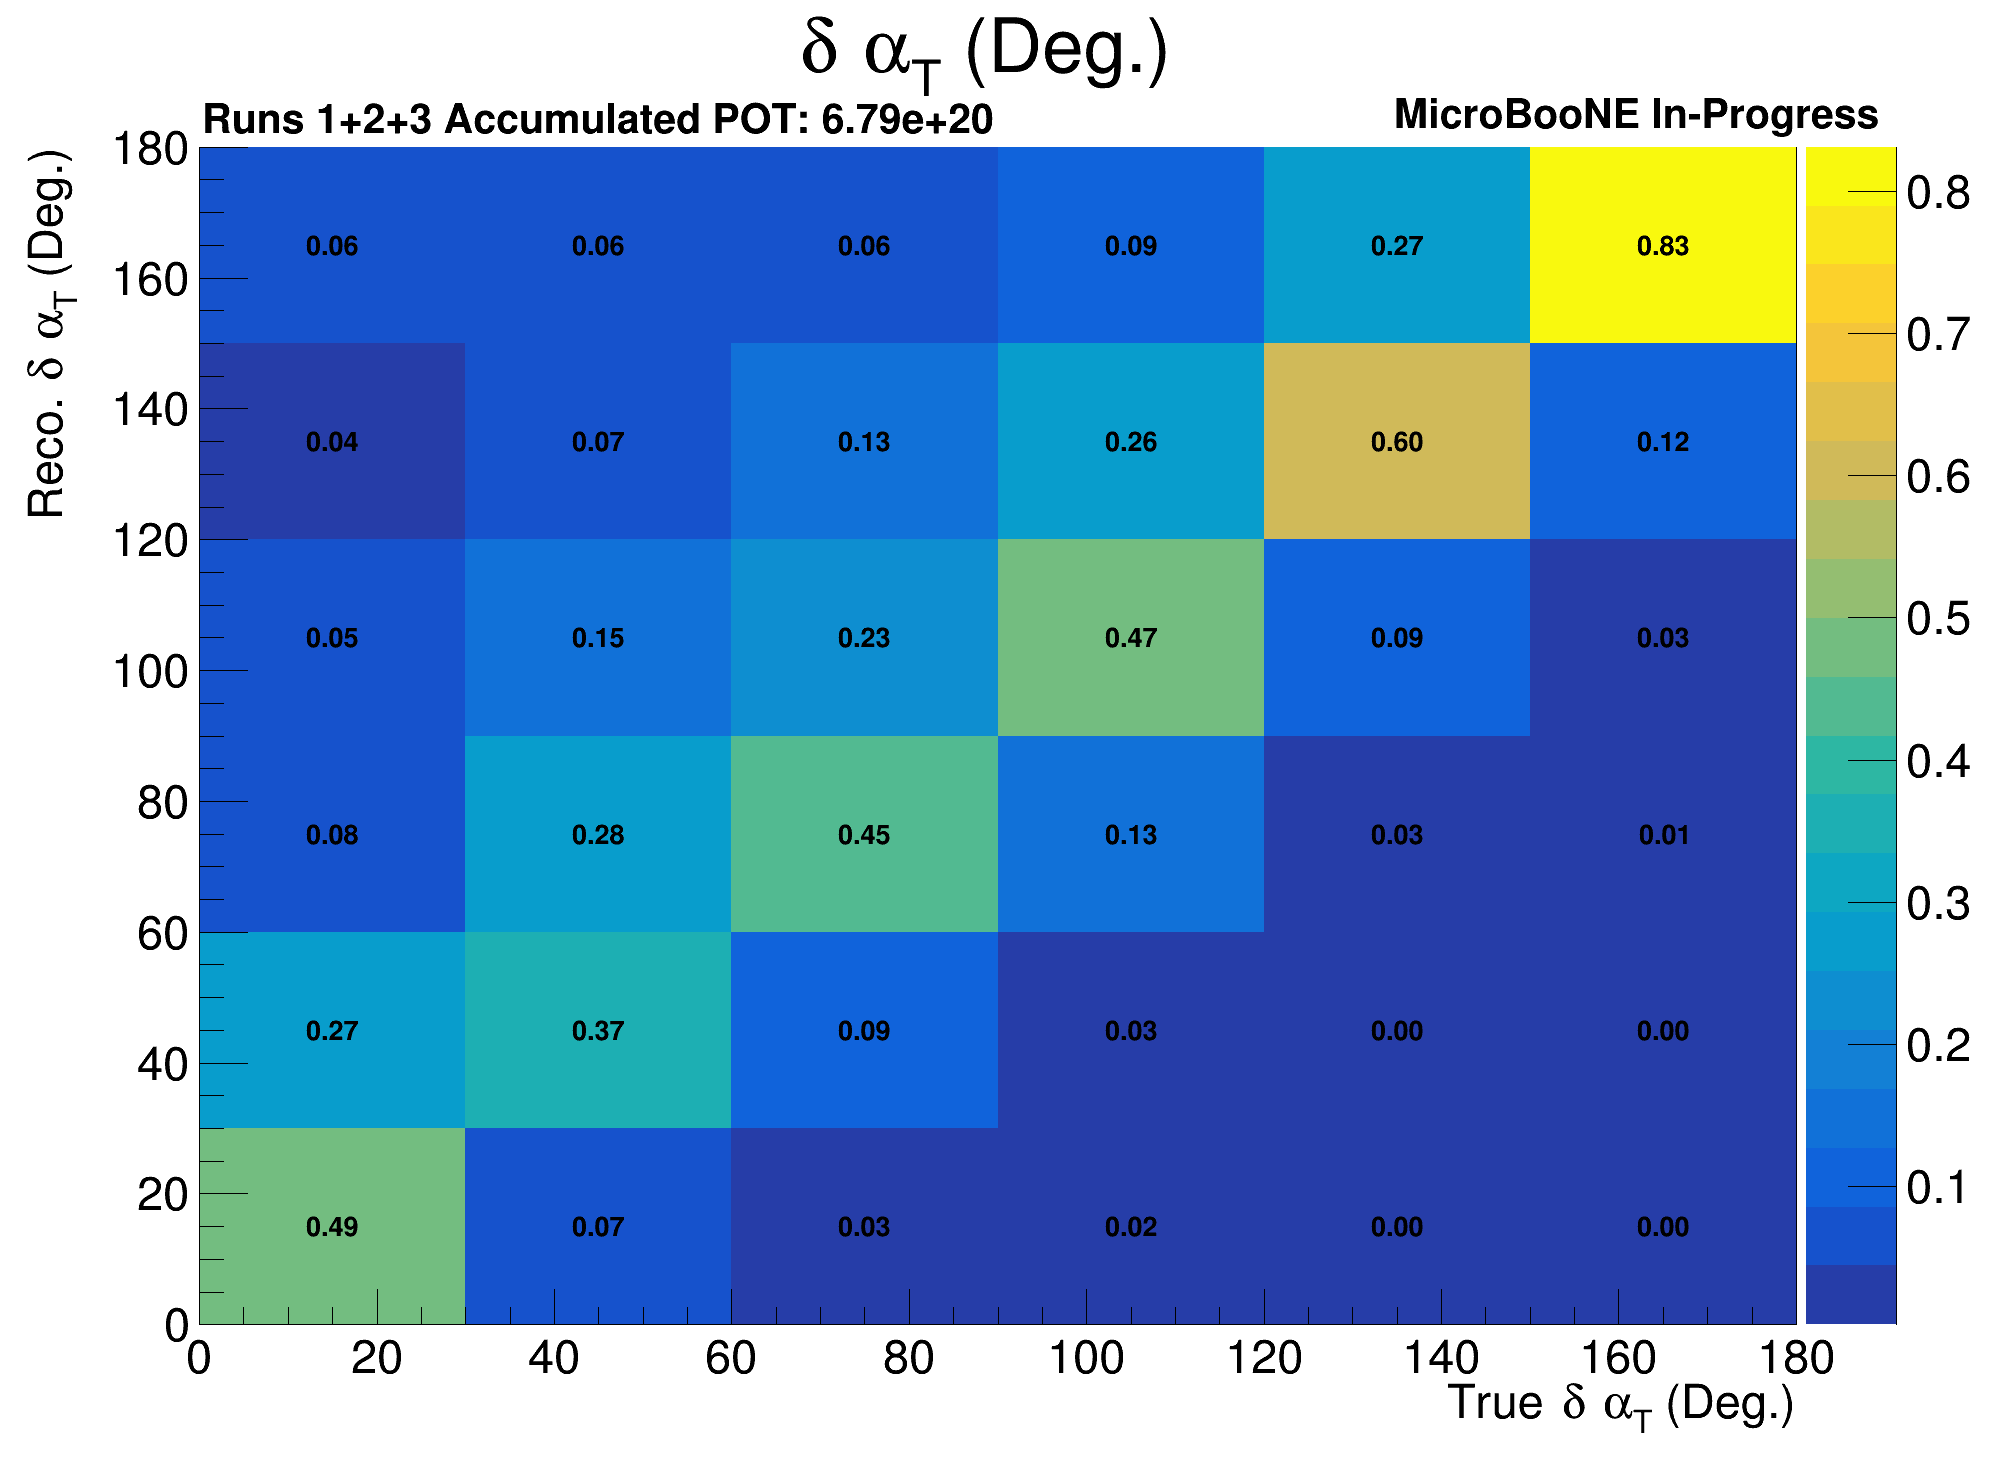 δ α_T (Deg.)
Runs 1+2+3 Accumulated POT: 6.79e+20
MicroBooNE In-Progress
Reco. δ α_T (Deg.)
180
160
140
120
100
80
60
40
20
0
0.06 0.06 0.06 0.09 0.27 0.83
0.04 0.07 0.13 0.26 0.60 0.12
0.05 0.15 0.23 0.47 0.09 0.03
0.08 0.28 0.45 0.13 0.03 0.01
0.27 0.37 0.09 0.03 0.00 0.00
0.49 0.07 0.03 0.02 0.00 0.00
0 20 40 60 80 100 120 140 160 180
True δ α_T (Deg.)
0.8
0.7
0.6
0.5
0.4
0.3
0.2
0.1